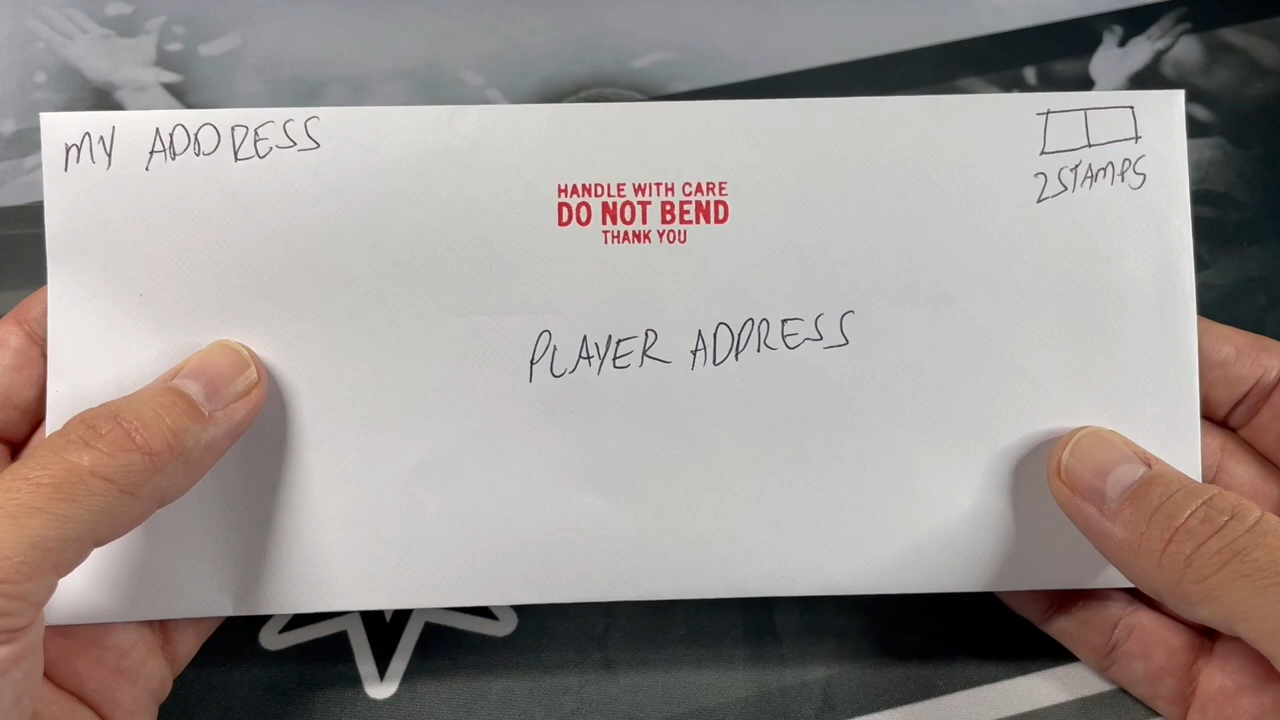 MY ADDRESS
2 STAMPS
HANDLE WITH CARE
DO NOT BEND
THANK YOU
PLAYER ADDRESS